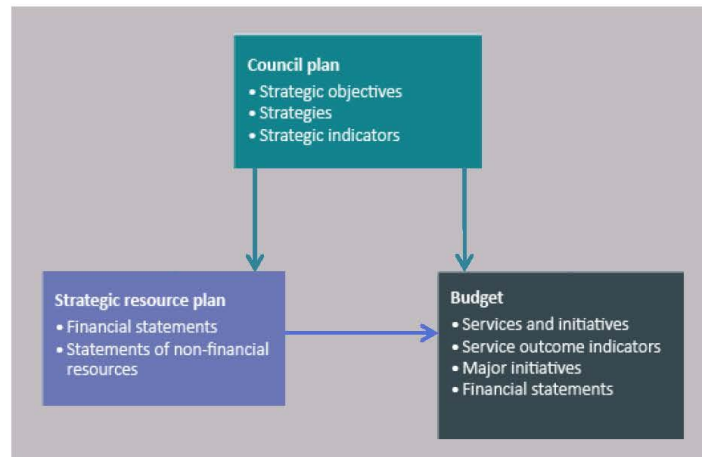 Council plan
• Strategic objectives
• Strategies
• Strategic indicators
Strategic resource plan
• Financial statements
• Statements of non-financial
resources
Budget
• Services and initiatives
• Service outcome indicators
• Major initiatives
• Financial statements